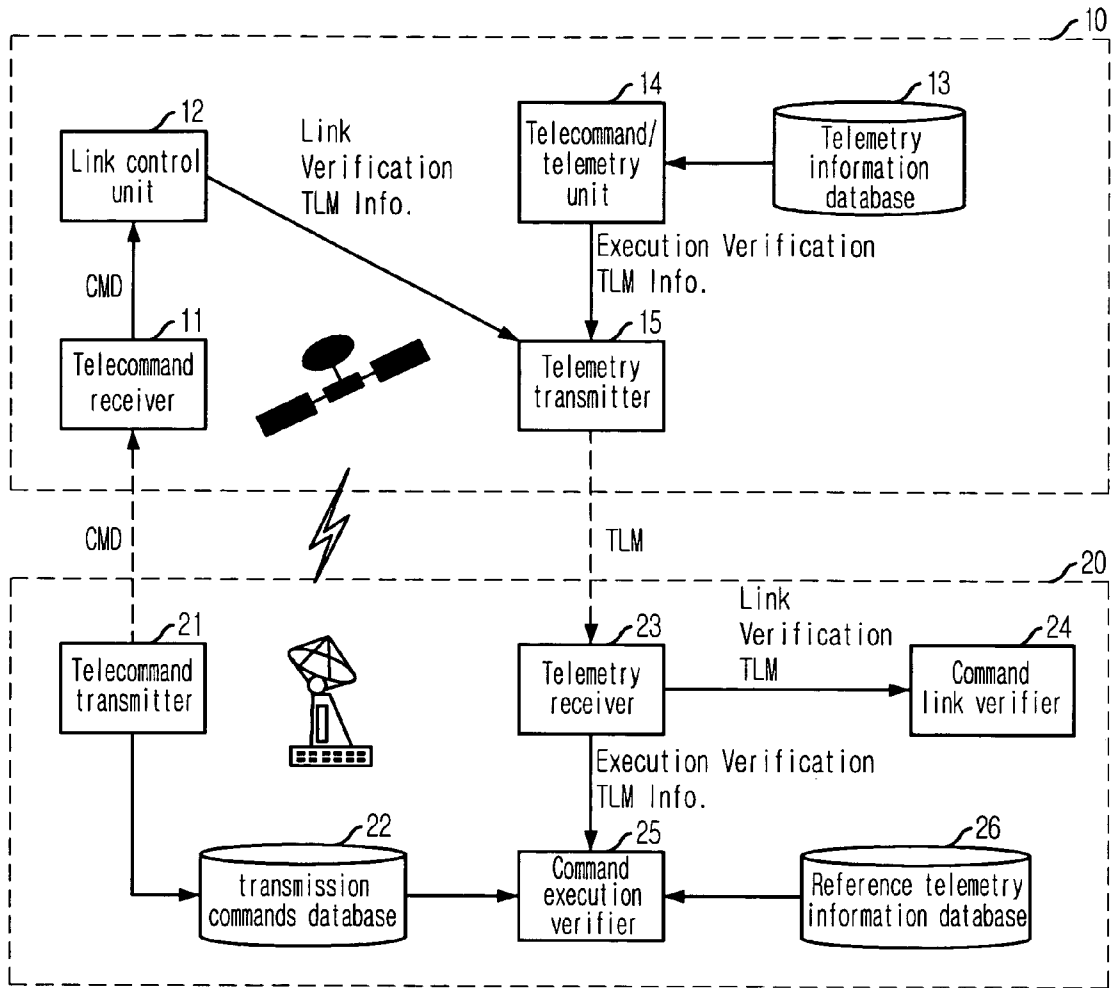 10
12
Link control
unit
Link
Verification
TLM Info.
14
Telecommand/
telemetry
unit
13
Telemetry
information
database
Execution Verification
TLM Info.
CMD
11
Telecommand
receiver
15
Telemetry
transmitter
CMD
TLM
20
21
Telecommand
transmitter
23
Telemetry
receiver
Link
Verification
TLM
24
Command
link verifier
Execution Verification
TLM Info.
22
transmission
commands database
25
Command
execution
verifier
26
Reference telemetry
information database